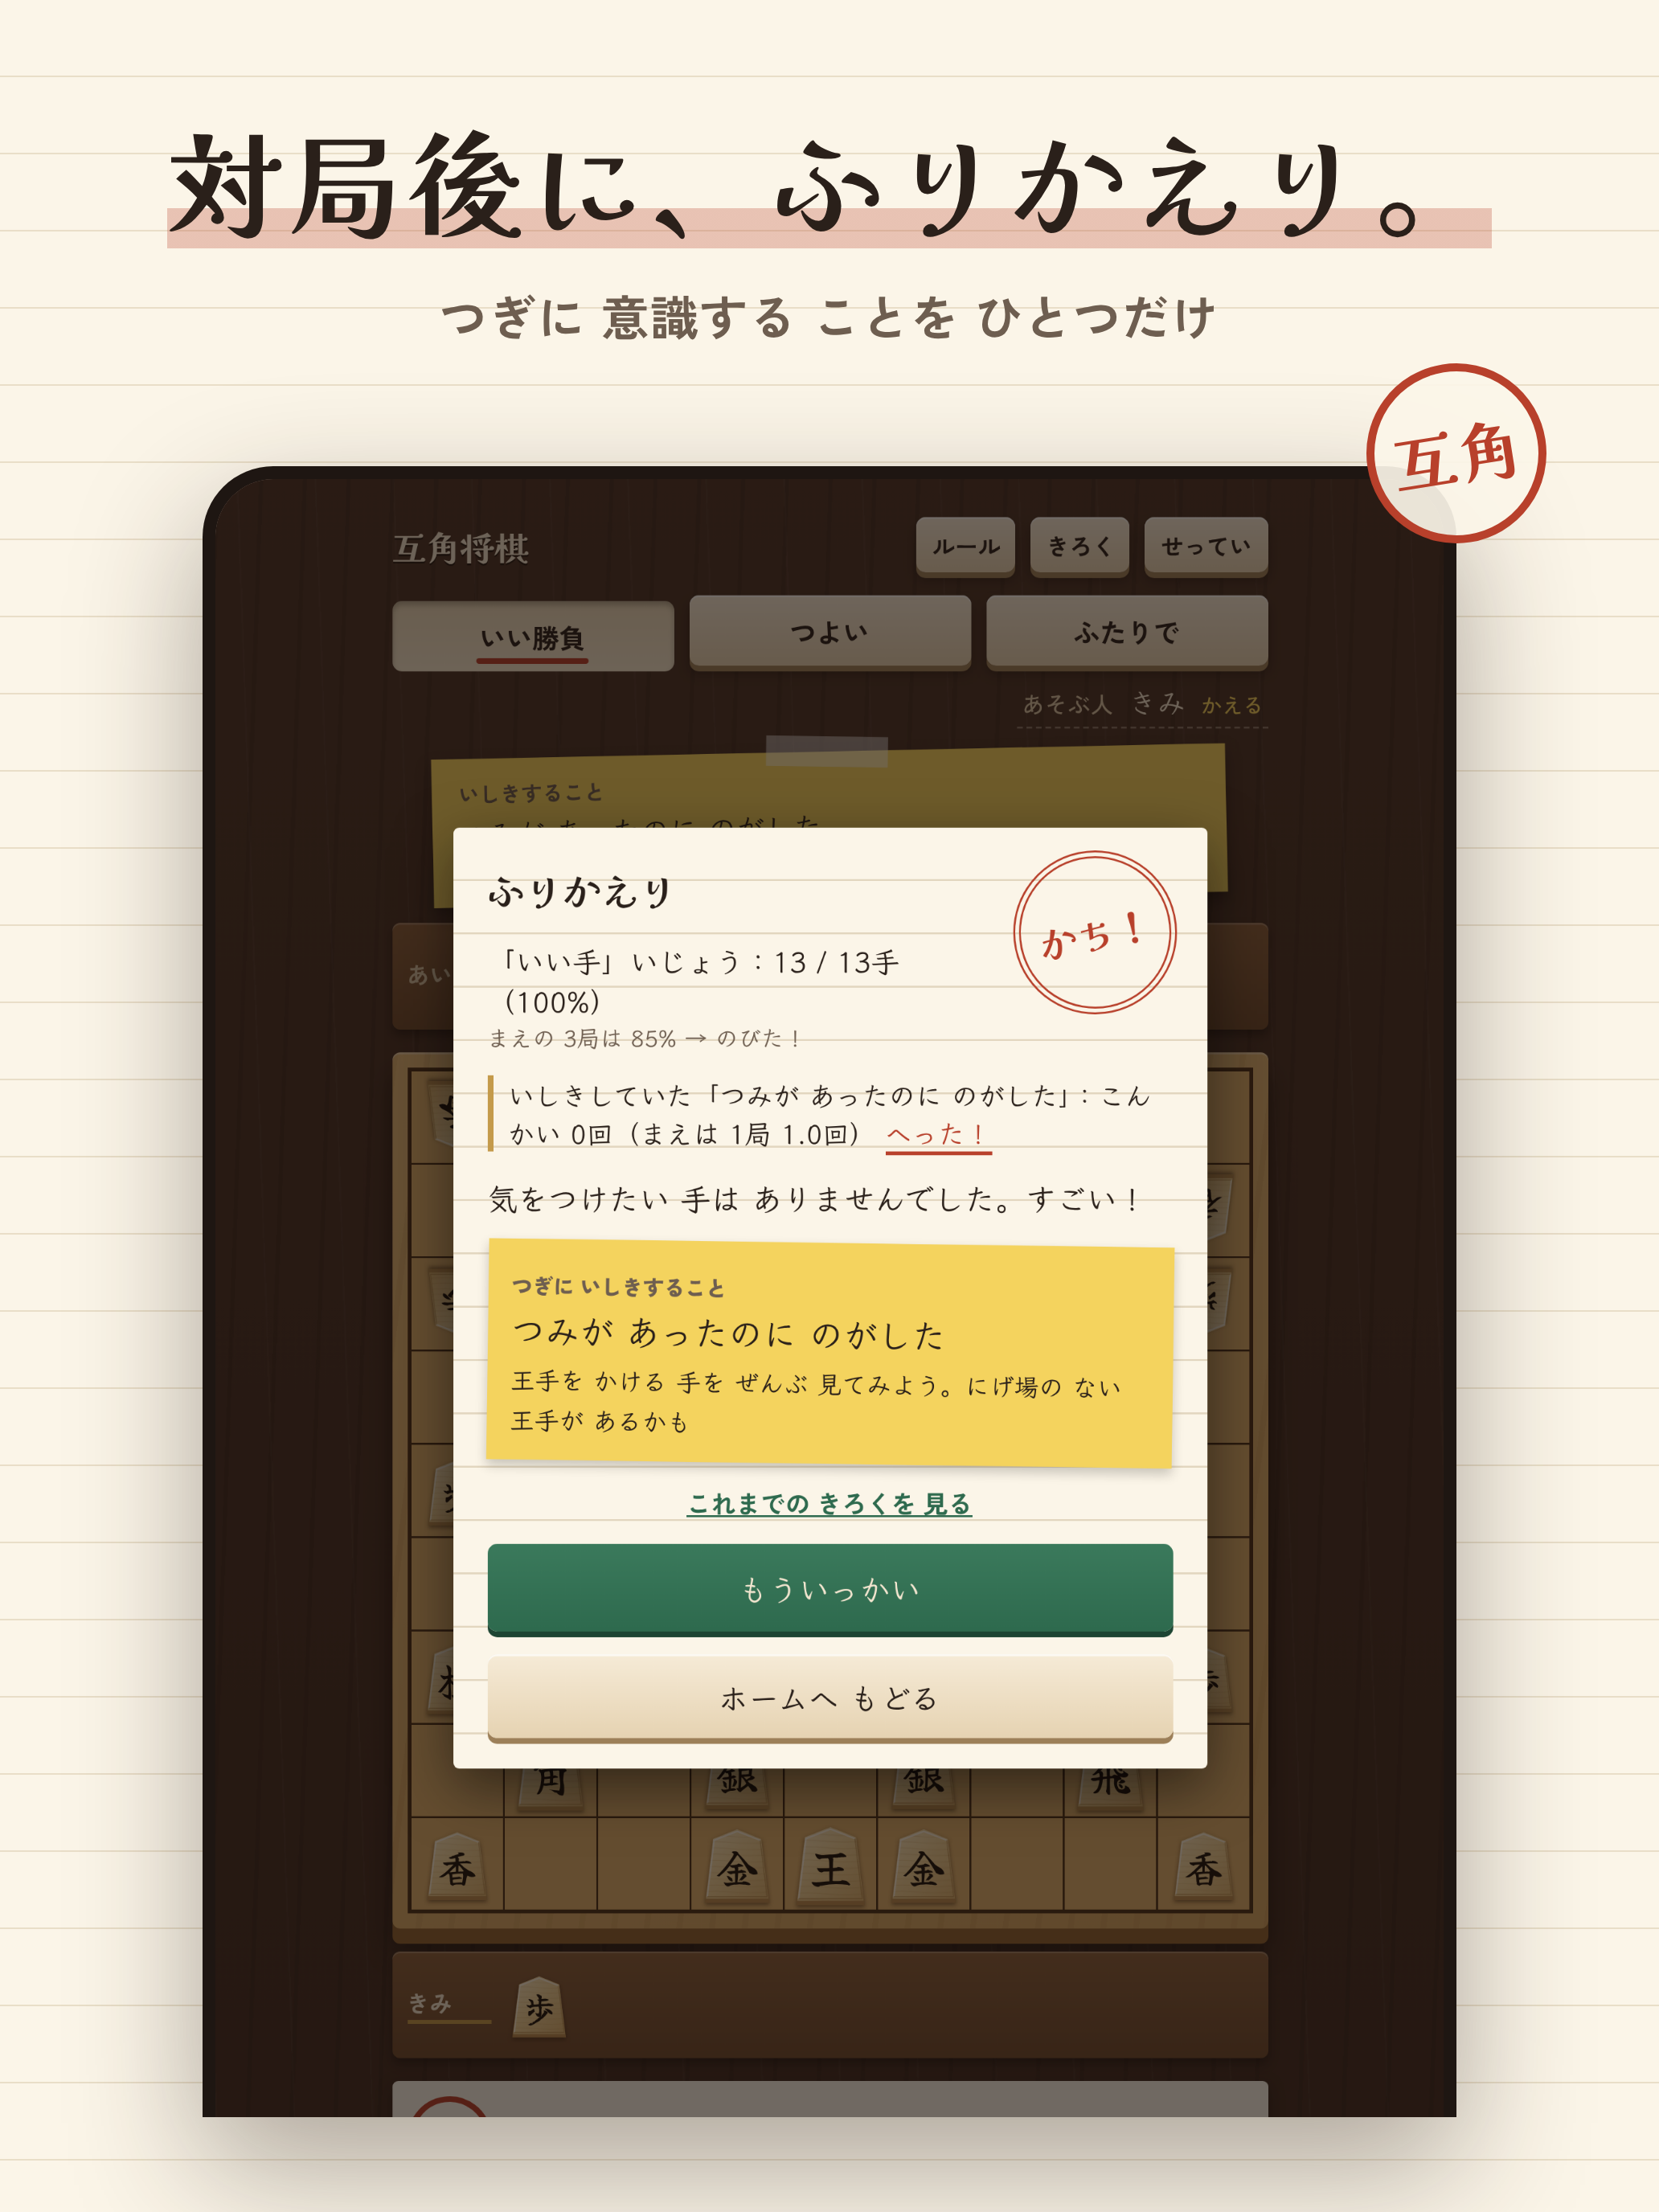 対局後に、ふりかえり。
つぎに 意識する ことを ひとつだけ
互角
互角将棋
ルール
きろく
せってい
いい勝負
つよい
ふたりで
あそぶ人 きみ かえる
いしきすること
ふりかえり
かち！
「いい手」いじょう：13 / 13手
(100%)
まえの 3局は 85% → のびた！
いしきしていた「つみが あったのに のがした」：こん
かい 0回（まえは 1局 1.0回） へった！
気をつけたい 手は ありませんでした。すごい！
つぎに いしきすること
つみが あったのに のがした
王手を かける 手を ぜんぶ 見てみよう。にげ場の ない
王手が あるかも
これまでの きろくを 見る
もういっかい
ホームへ もどる
角 銀 銀 飛
香 金 王 金 香
きみ
歩